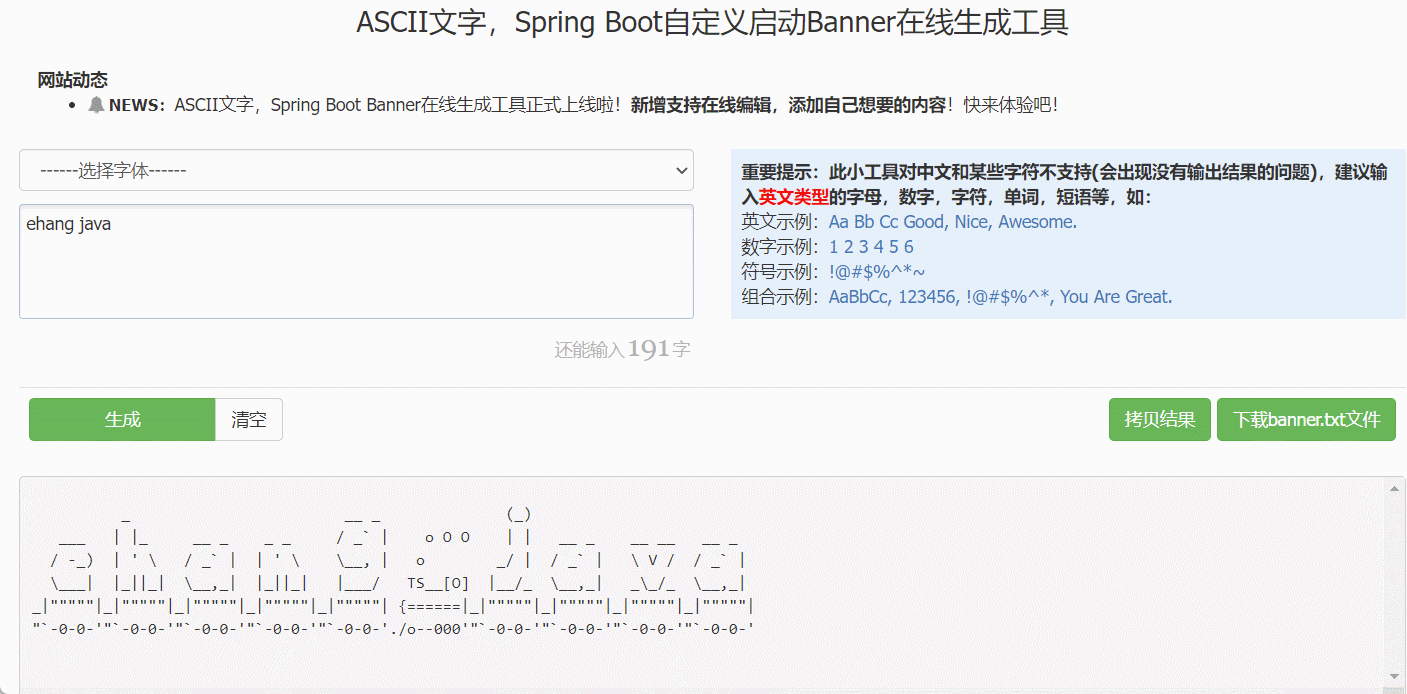 ASCII文字，Spring Boot自定义启动Banner在线生成工具
网站动态
NEWS：ASCII文字，Spring Boot Banner在线生成工具正式上线啦！新增支持在线编辑，添加自己想要的内容！快来体验吧！
------选择字体------
ehang java
还能输入191字
重要提示：此小工具对中文和某些字符不支持(会出现没有输出结果的问题)，建议输
入英文类型的字母，数字，字符，单词，短语等，如：
英文示例：Aa Bb Cc Good, Nice, Awesome.
数字示例：1 2 3 4 5 6
符号示例：!@#$%^*~
组合示例：AaBbCc, 123456, !@#$%^*, You Are Great.
生成
清空
拷贝结果
下载banner.txt文件
          _                        __ _              (_)
   ___   | |_     __ _    _ _     / _` |    o O O    | |   __ _    __ __   __ _
  / -_)  | ' \   / _` |  | ' \    \__, |   o        _/ |  / _` |   \ V /  / _` |
  \___|  |_||_|  \__,_|  |_||_|   |___/   TS__[O]  |__/_  \__,_|   _\_/_  \__,_|
_|"""""|_|"""""|_|"""""|_|"""""|_|"""""| {======|_|"""""|_|"""""|_|"""""|_|"""""|
"`-0-0-'"`-0-0-'"`-0-0-'"`-0-0-'"`-0-0-'./o--000'"`-0-0-'"`-0-0-'"`-0-0-'"`-0-0-'